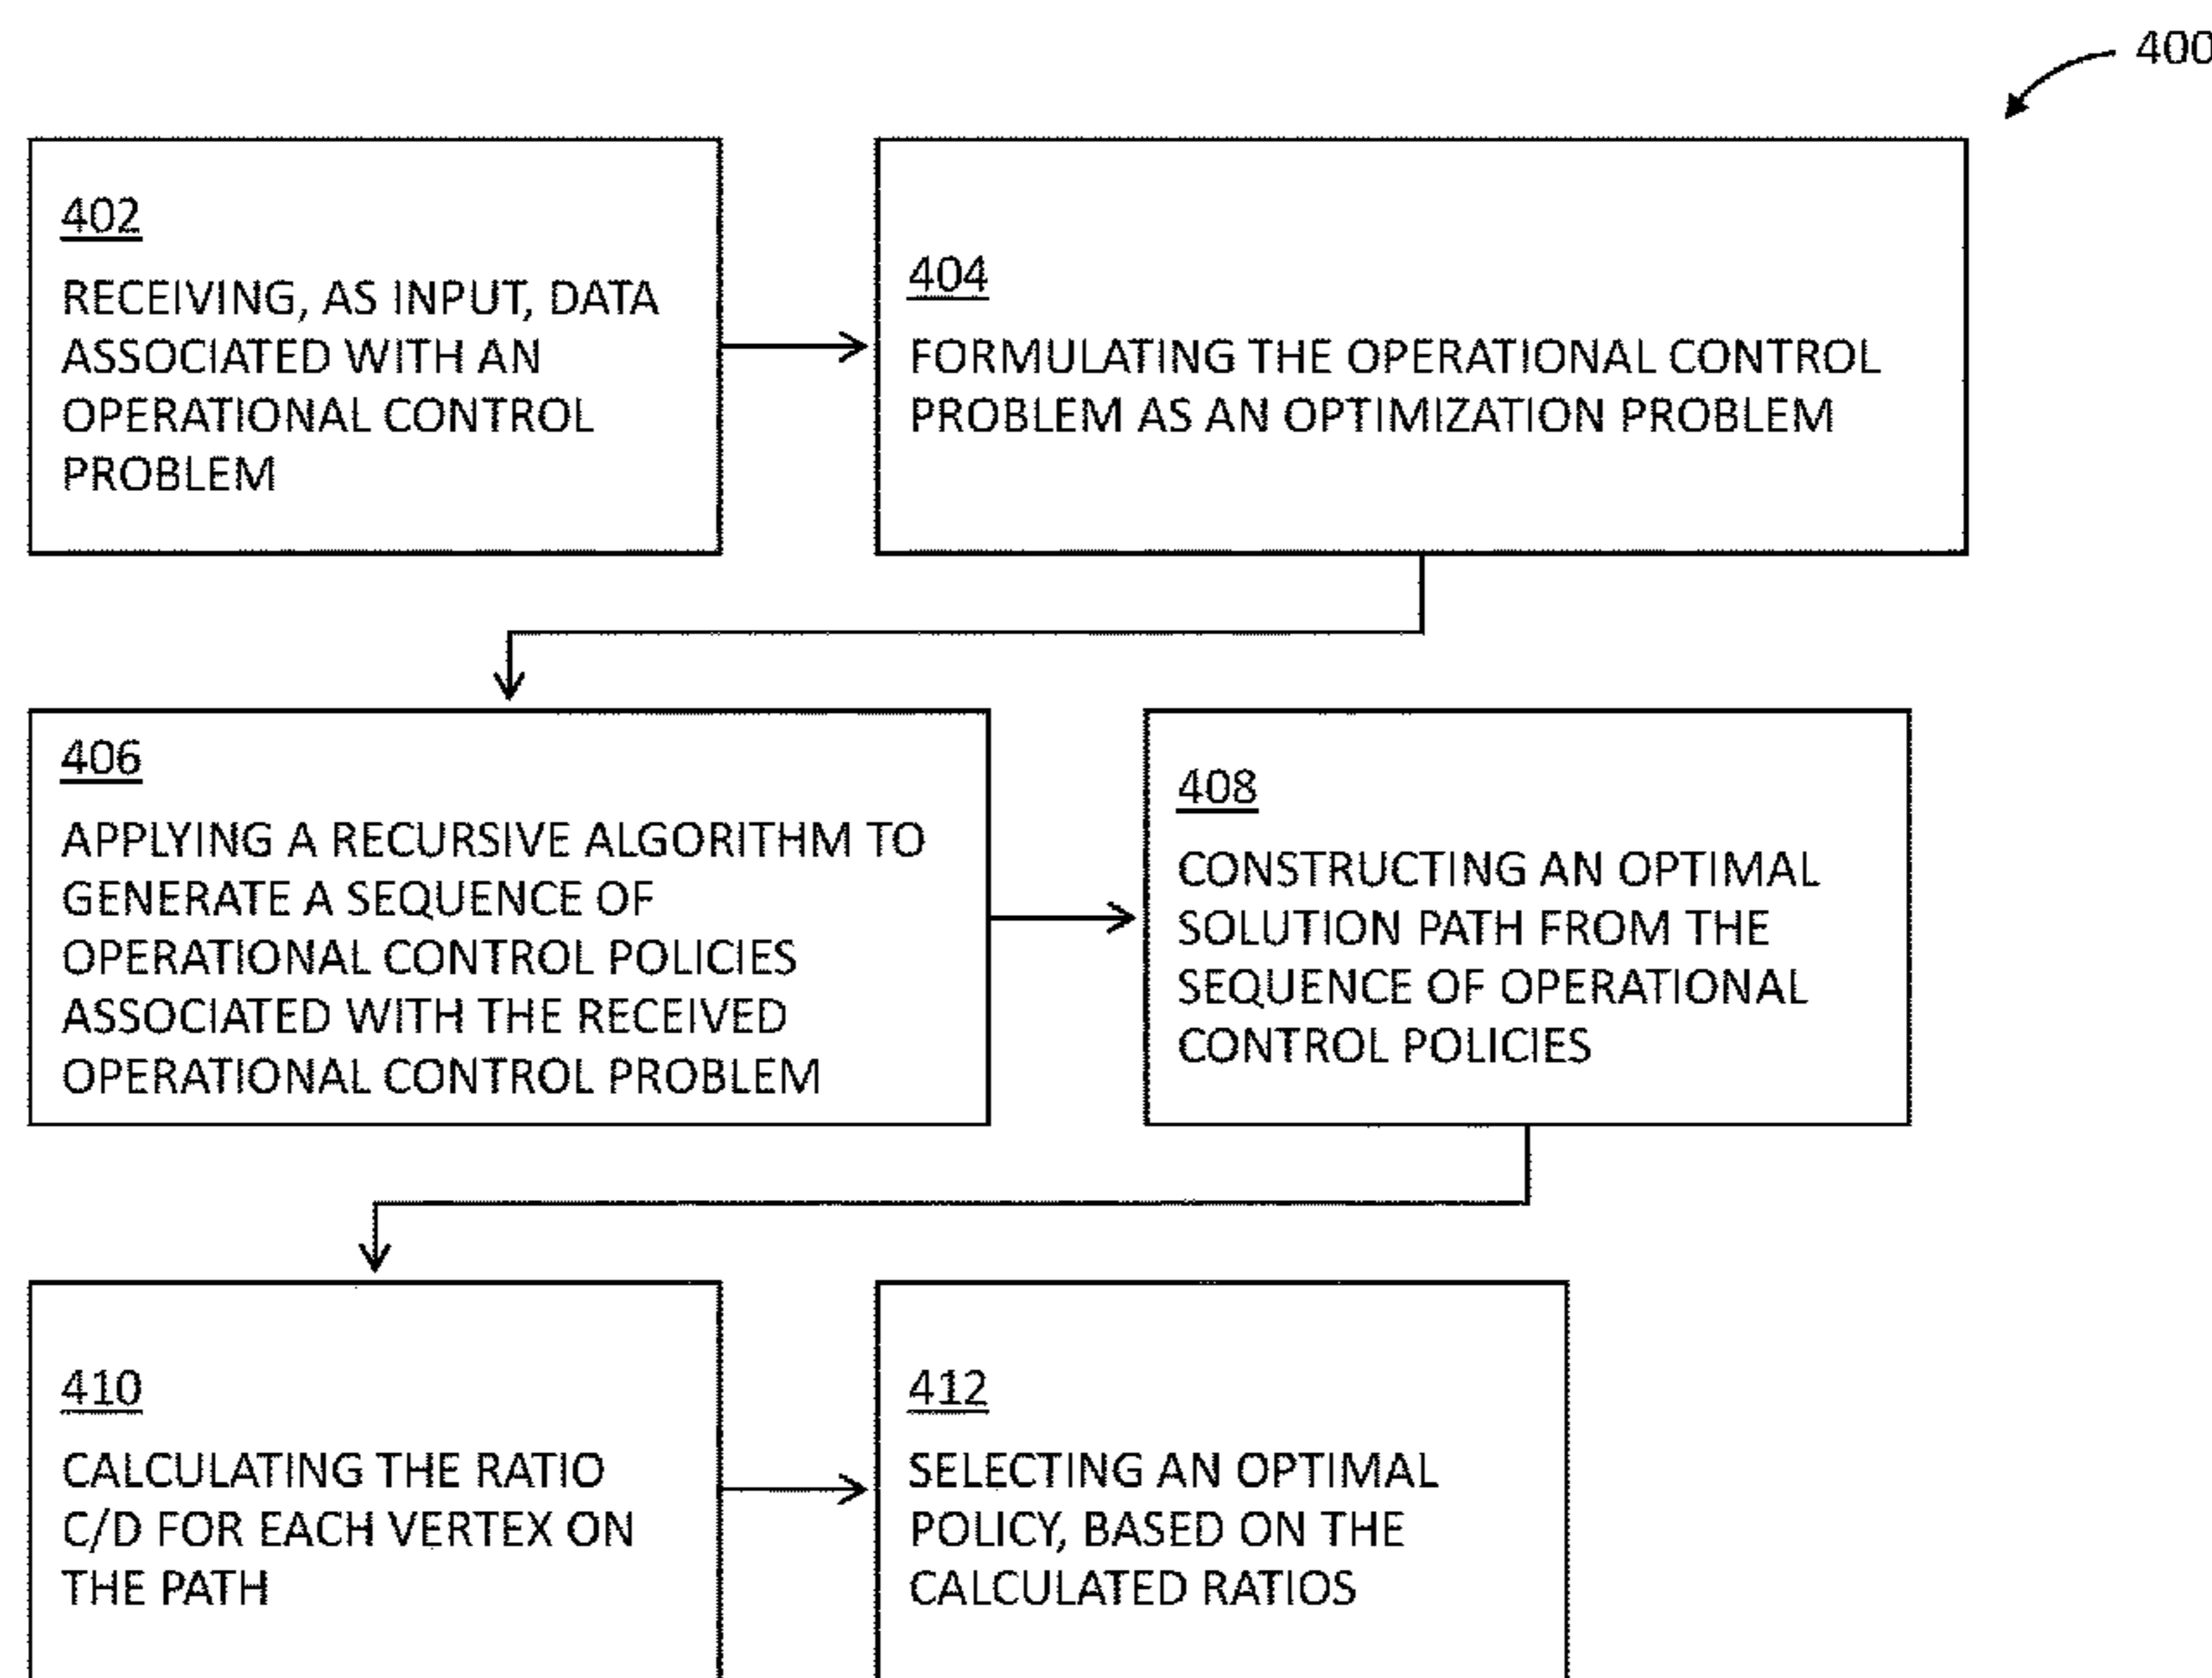 400
402
RECEIVING, AS INPUT, DATA
ASSOCIATED WITH AN
OPERATIONAL CONTROL
PROBLEM
404
FORMULATING THE OPERATIONAL CONTROL
PROBLEM AS AN OPTIMIZATION PROBLEM
406
APPLYING A RECURSIVE ALGORITHM TO
GENERATE A SEQUENCE OF
OPERATIONAL CONTROL POLICIES
ASSOCIATED WITH THE RECEIVED
OPERATIONAL CONTROL PROBLEM
408
CONSTRUCTING AN OPTIMAL
SOLUTION PATH FROM THE
SEQUENCE OF OPERATIONAL
CONTROL POLICIES
410
CALCULATING THE RATIO
C/D FOR EACH VERTEX ON
THE PATH
412
SELECTING AN OPTIMAL
POLICY, BASED ON THE
CALCULATED RATIOS